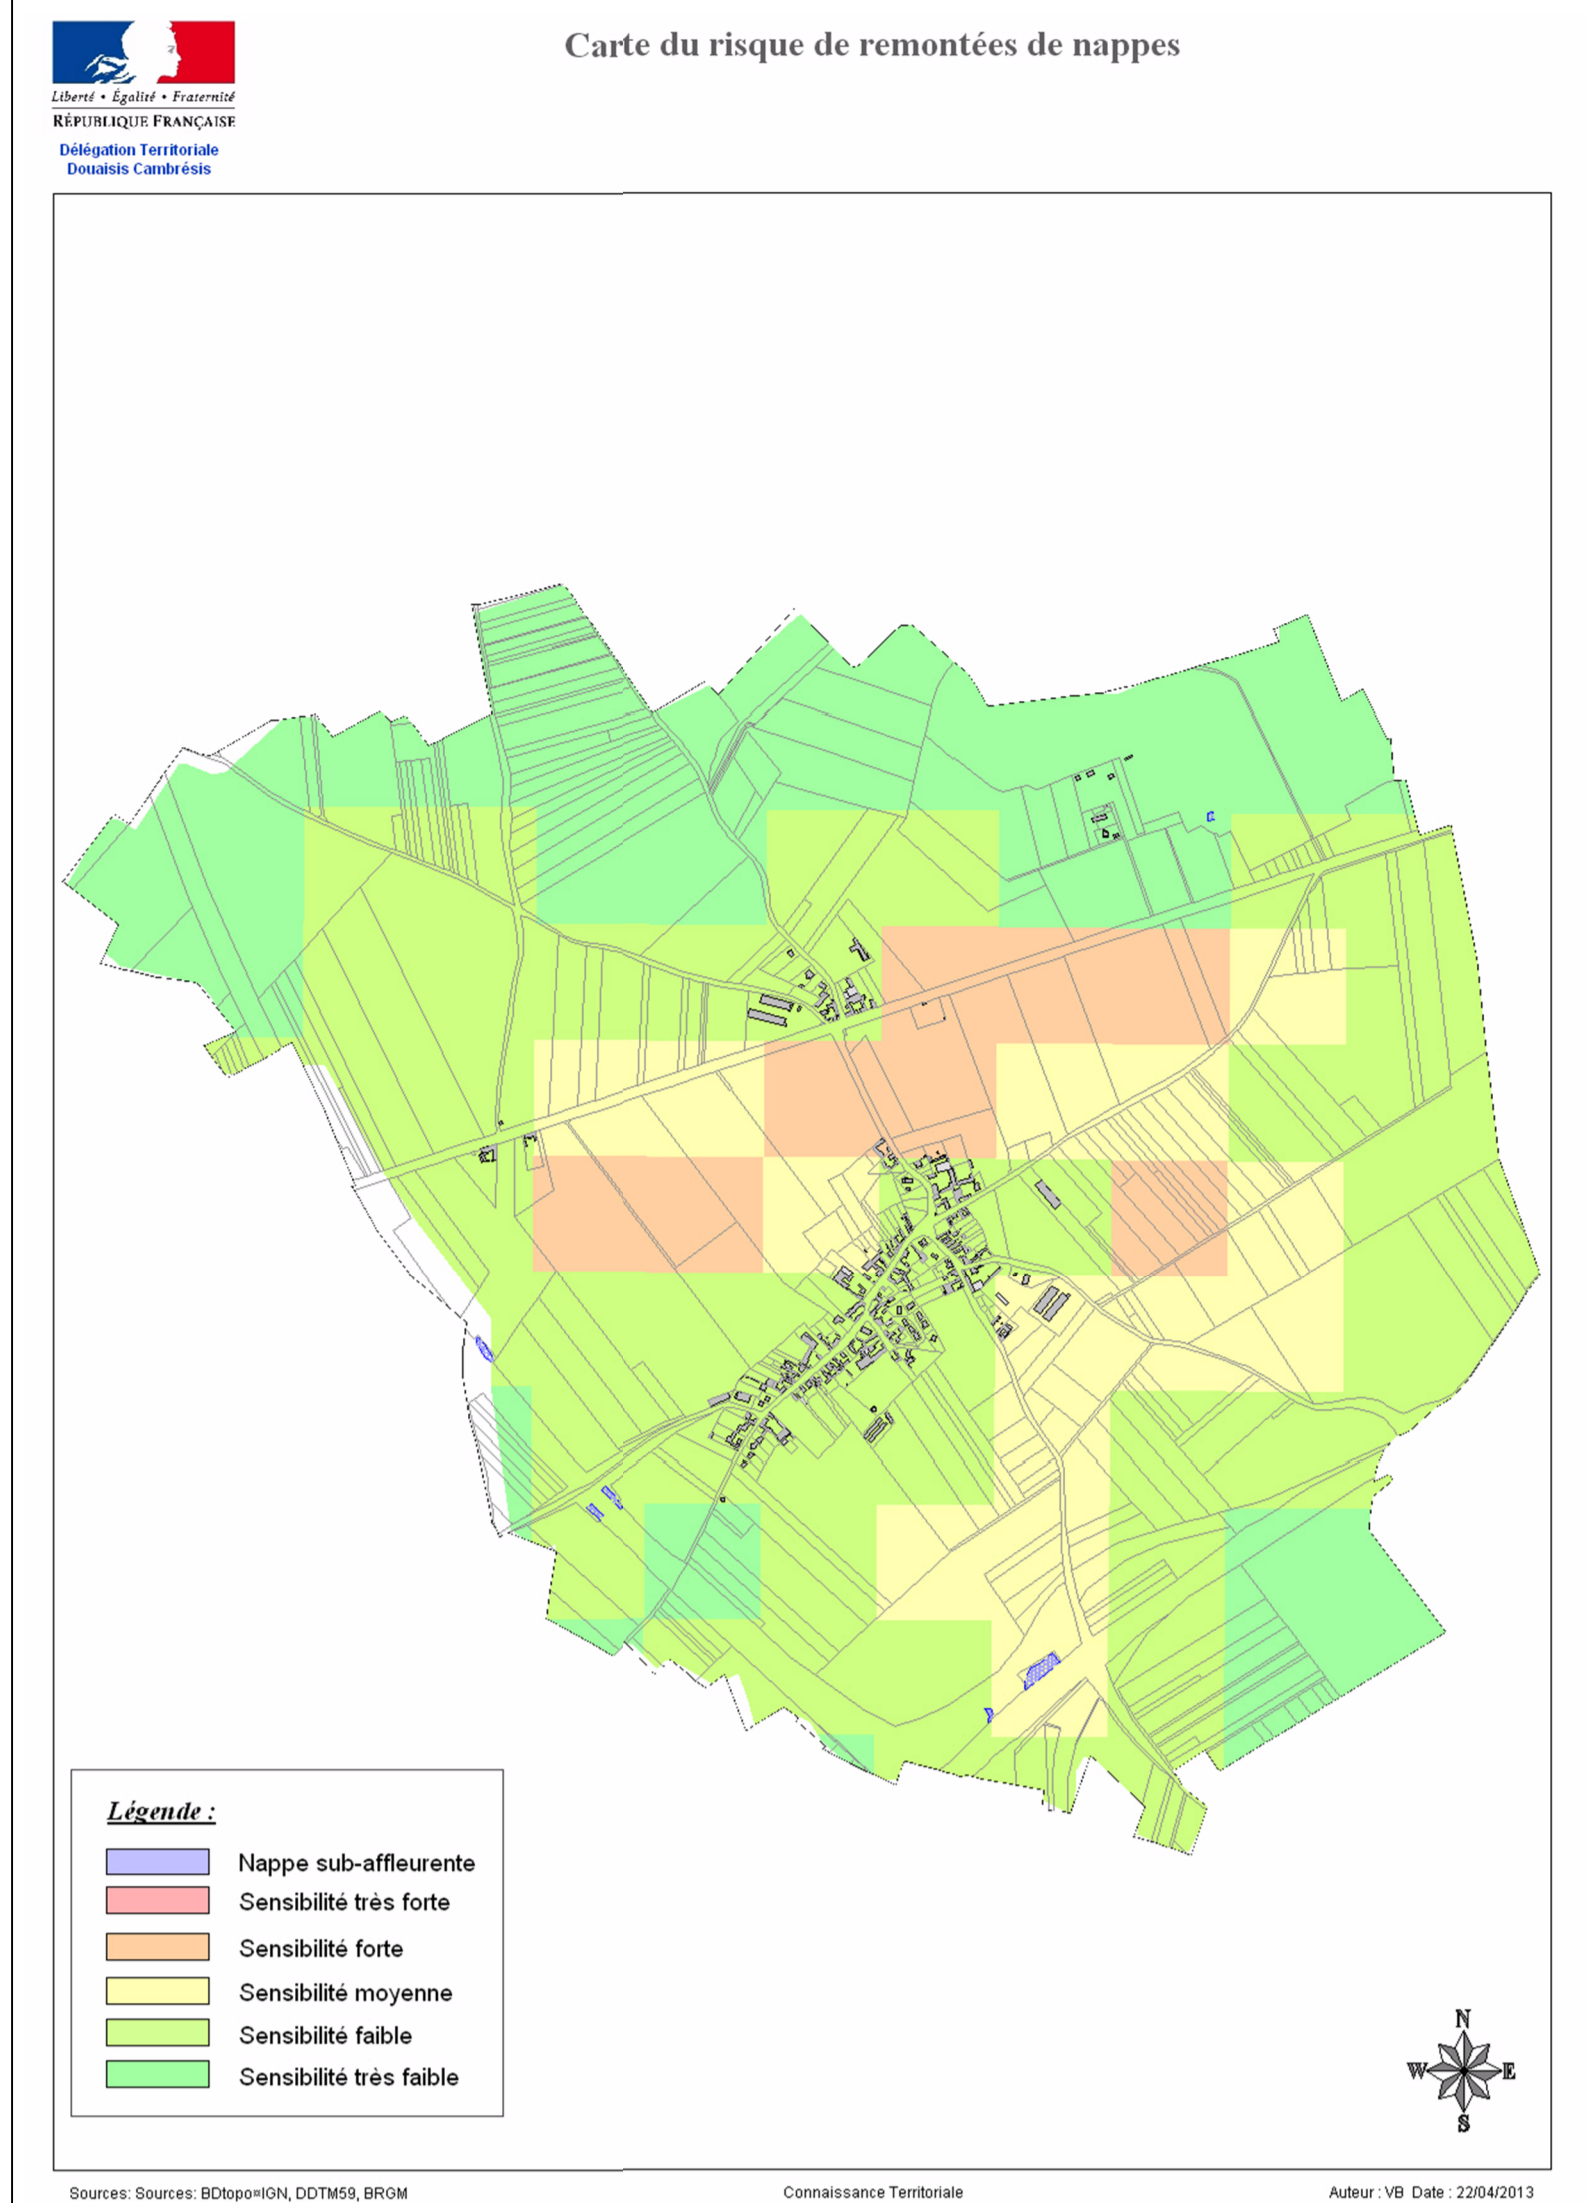 Carte du risque de remontées de nappes
Liberté • Égalité • Fraternité
RÉPUBLIQUE FRANÇAISE
Délégation Territoriale
Douaisis Cambrésis
Légende :
Nappe sub-affleurente
Sensibilité très forte
Sensibilité forte
Sensibilité moyenne
Sensibilité faible
Sensibilité très faible
N
W E
S
Sources: Sources: BDtopo¤IGN, DDTM59, BRGM
Connaissance Territoriale
Auteur : VB Date : 22/04/2013